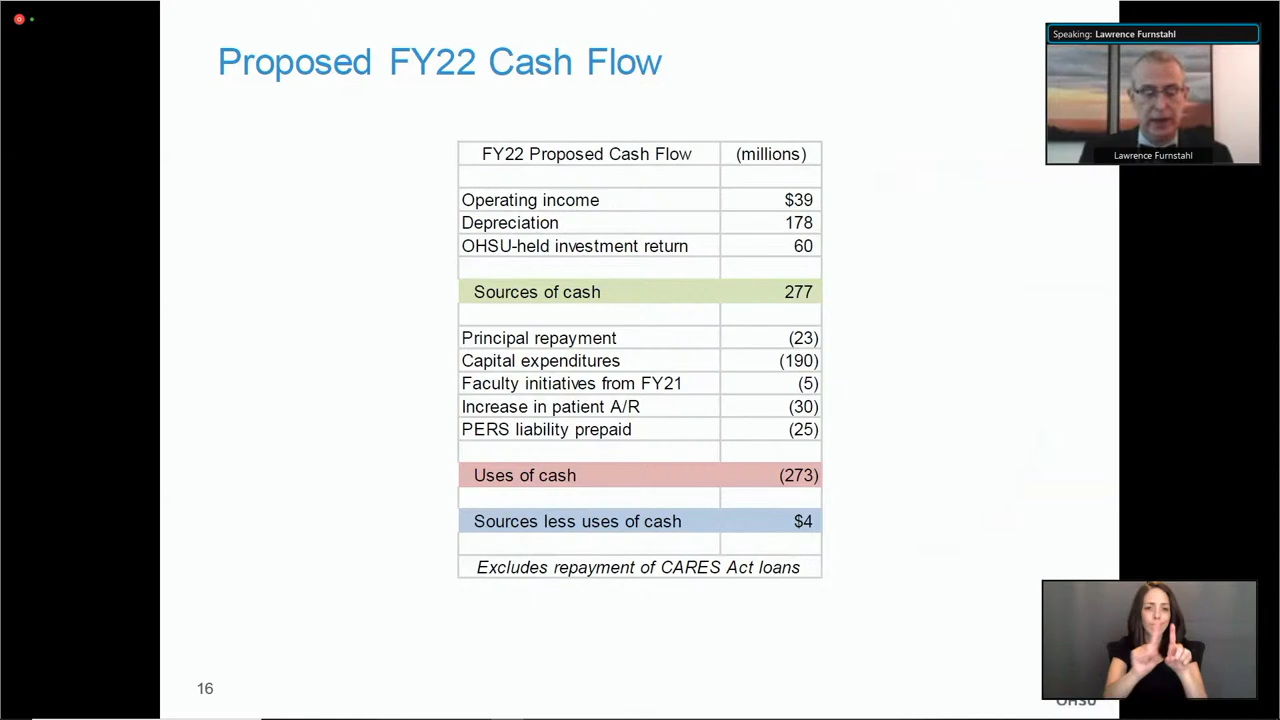 Proposed FY22 Cash Flow
Speaking: Lawrence Furnstahl
Lawrence Furnstahl
FY22 Proposed Cash Flow (millions)
Operating income $39
Depreciation 178
OHSU-held investment return 60
Sources of cash 277
Principal repayment (23)
Capital expenditures (190)
Faculty initiatives from FY21 (5)
Increase in patient A/R (30)
PERS liability prepaid (25)
Uses of cash (273)
Sources less uses of cash $4
Excludes repayment of CARES Act loans
16
OHSU